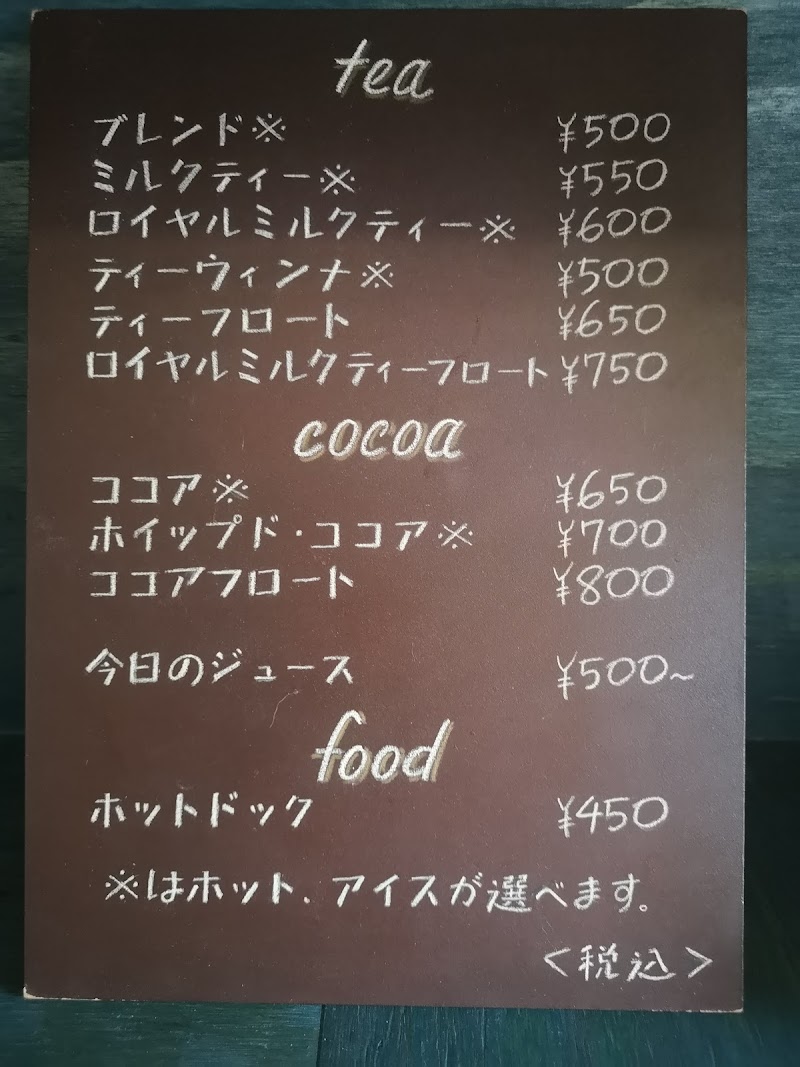 tea
ブレンド※ ¥500
ミルクティー※ ¥550
ロイヤルミルクティー※ ¥600
ティーウィンナ※ ¥500
ティーフロート ¥650
ロイヤルミルクティーフロート ¥750
cocoa
ココア※ ¥650
ホイップド・ココア※ ¥700
ココアフロート ¥800
今日のジュース ¥500~
food
ホットドック ¥450
※はホット、アイスが選べます。
<税込>